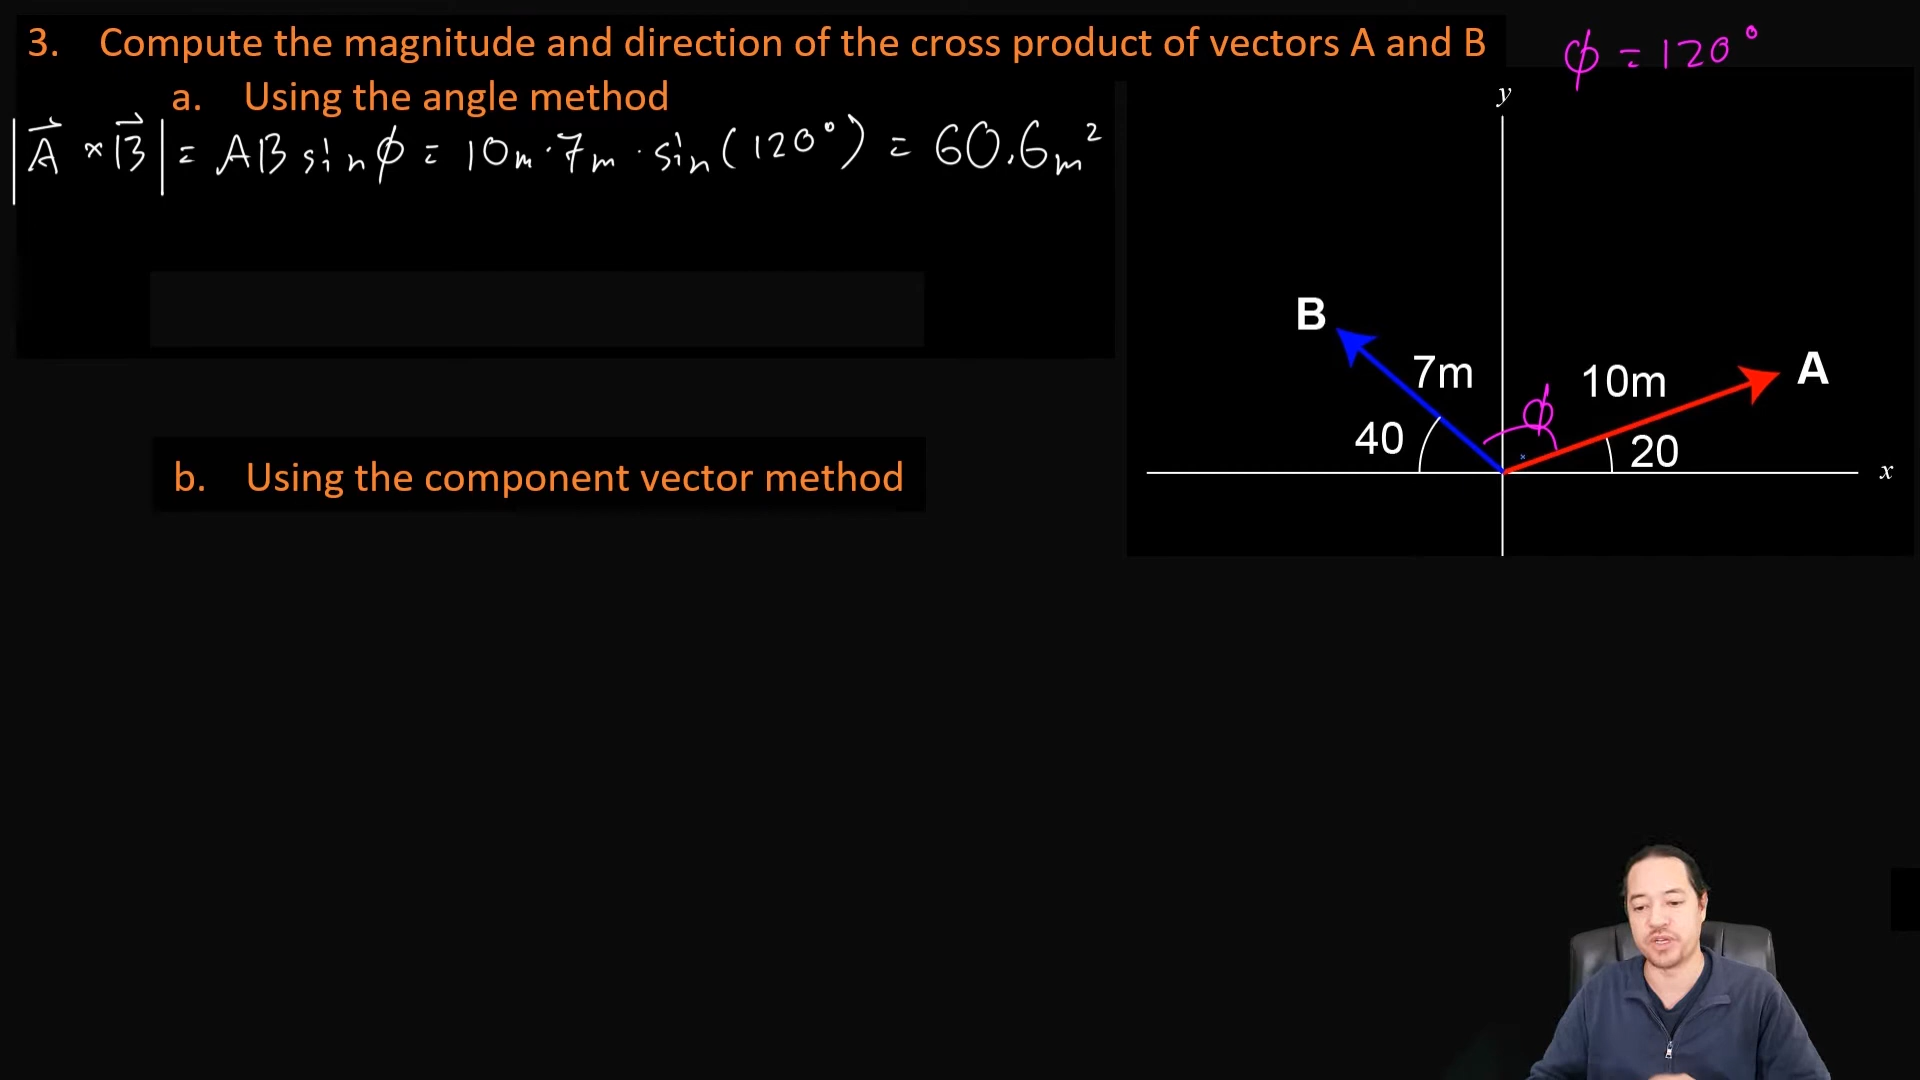 3. Compute the magnitude and direction of the cross product of vectors A and B
ϕ = 120°
a. Using the angle method
|A⃗ × B⃗| = AB sin ϕ = 10m · 7m · sin(120°) = 60.6m²
y
B
7m
ϕ
10m
A
40
20
x
b. Using the component vector method